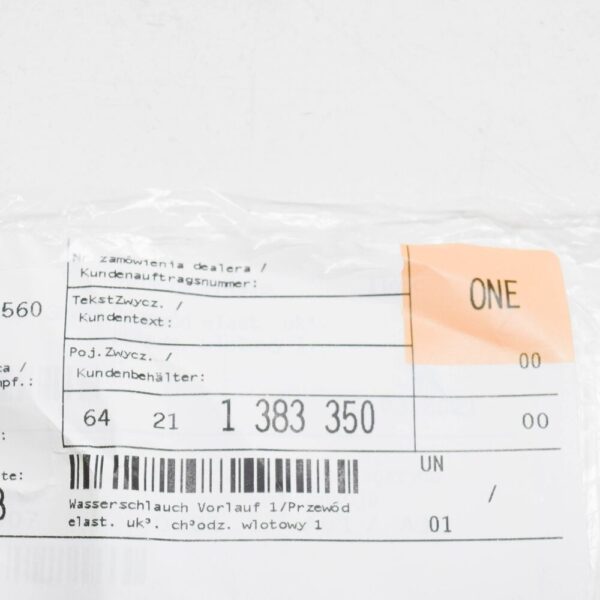 Nr zamówienia dealera /
Kundenauftragsnummer:
ONE
560
TekstZwycz. /
Kundentext:
Poj.Zwycz. /
Kundenbehälter:
00
64 21 1 383 350 00
UN
/
Wasserschlauch Vorlauf 1/Przewód
elast. uk³. ch³odz. wlotowy 1
01